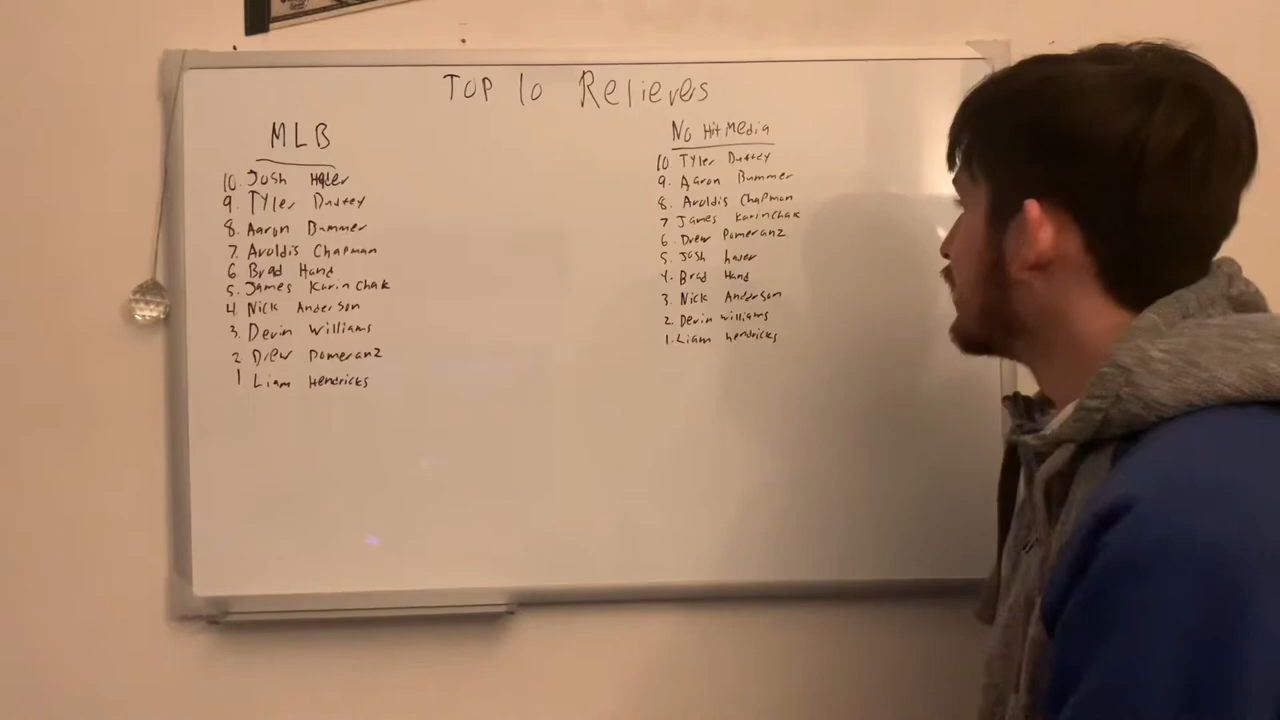 Top 10 Relievers
MLB
10. Josh Hader
9. Tyler Duffey
8. Aaron Bummer
7. Aroldis Chapman
6. Brad Hand
5. James Karinchak
4 Nick Anderson
3. Devin Williams
2 Drew Pomeranz
1 Liam Hendricks
No Hit Media
10 Tyler Duffey
9. Aaron Bummer
8. Aroldis Chapman
7 James Karinchak
6 Drew Pomeranz
5. Josh hader
4. Brad Hand
3. Nick Anderson
2. Devin williams
1. Liam hendricks